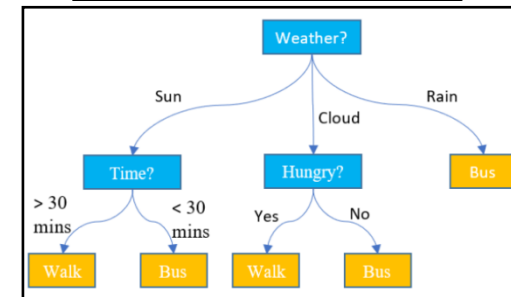 Weather?
Sun
Cloud
Rain
Time?
Hungry?
Bus
> 30
mins
< 30
mins
Yes
No
Walk
Bus
Walk
Bus